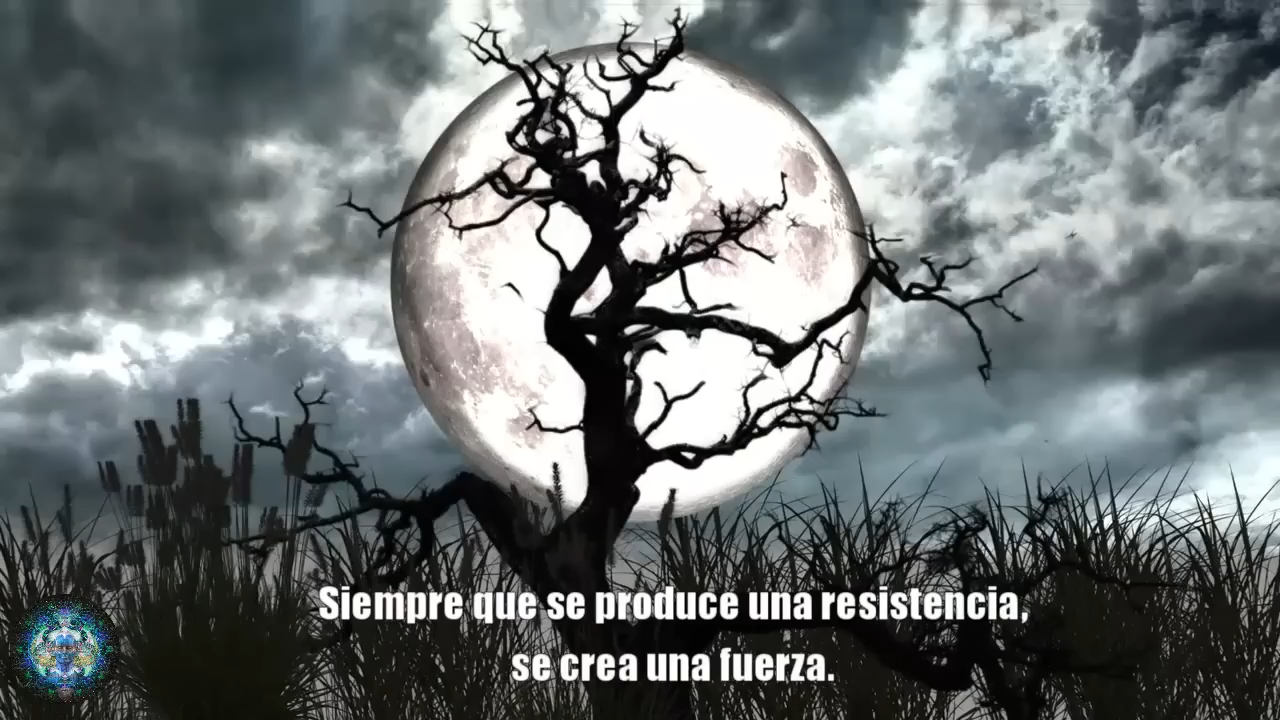 Siempre que se produce una resistencia,
se crea una fuerza.